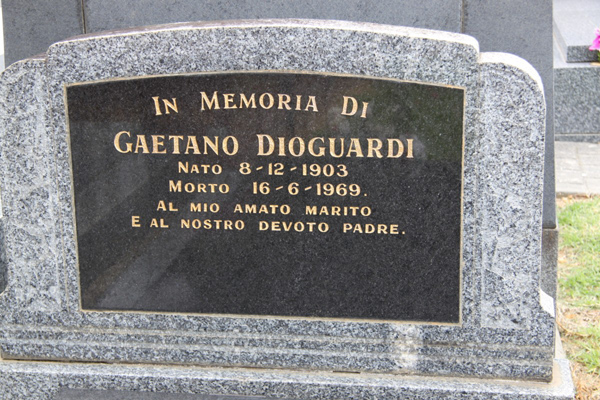 In Memoria Di
Gaetano Dioguardi
Nato 8-12-1903
Morto 16-6-1969.
Al mio amato marito
E al nostro devoto padre.